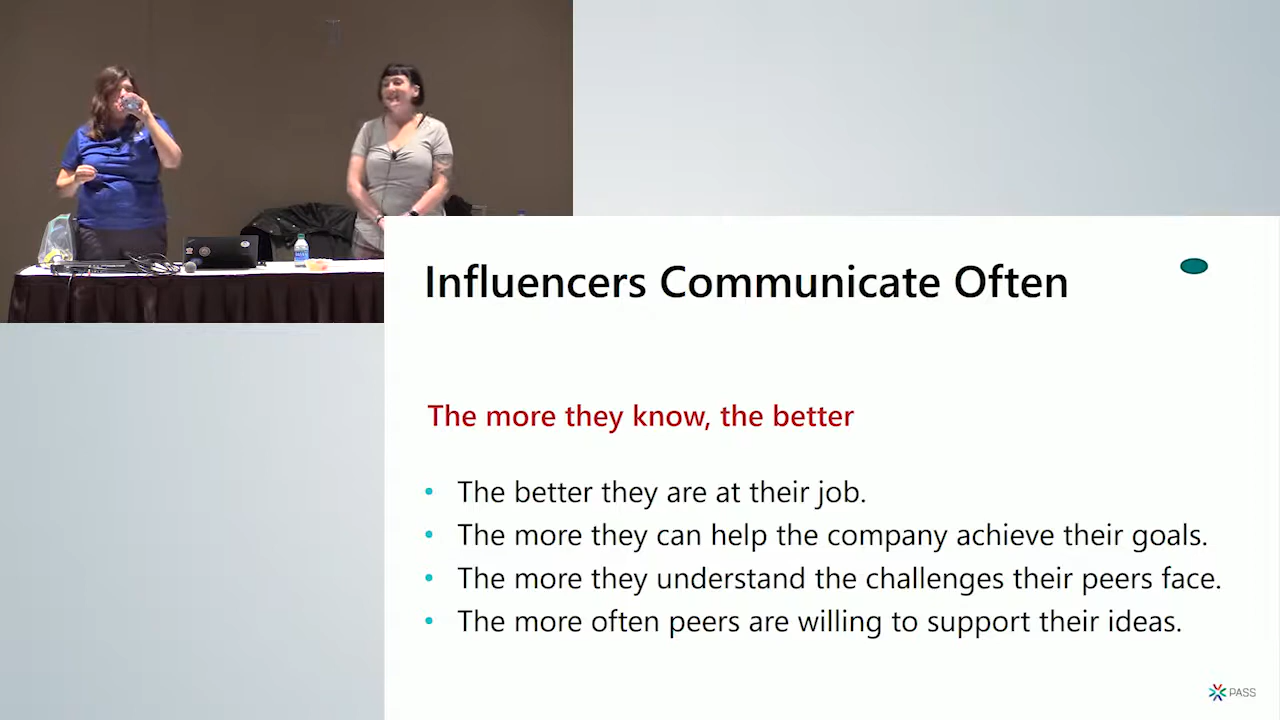 Influencers Communicate Often
The more they know, the better
• The better they are at their job.
• The more they can help the company achieve their goals.
• The more they understand the challenges their peers face.
• The more often peers are willing to support their ideas.
PASS